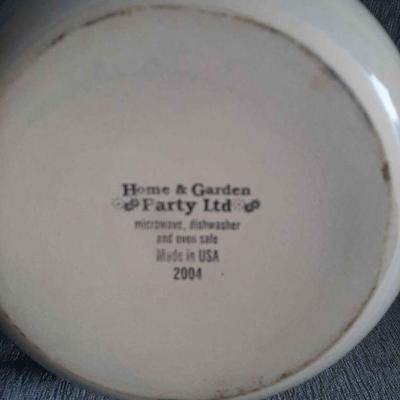 Home & Garden
Party Ltd
microwave, dishwasher
and oven safe
Made in USA
2004